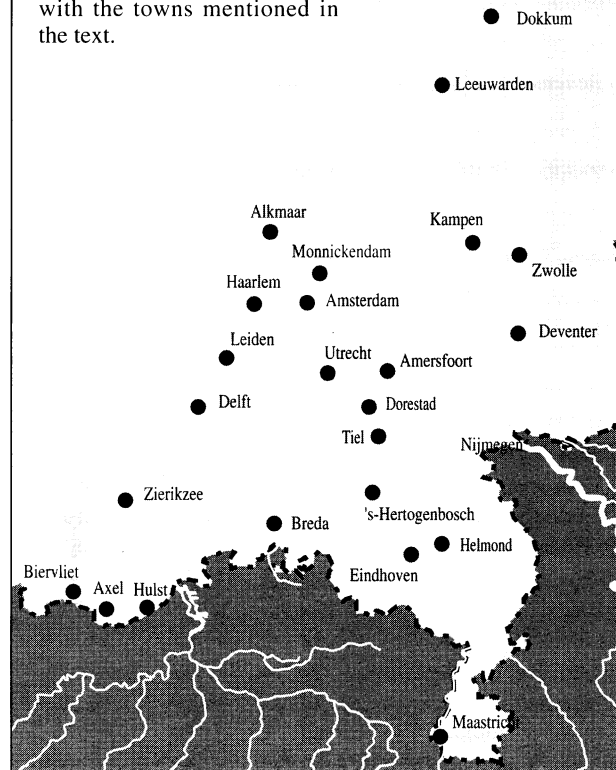 with the towns mentioned in
the text.
Dokkum
Leeuwarden
Alkmaar
Kampen
Monnickendam
Zwolle
Haarlem
Amsterdam
Deventer
Leiden
Utrecht
Amersfoort
Delft
Dorestad
Tiel
Nijmegen
Zierikzee
's-Hertogenbosch
Breda
Helmond
Eindhoven
Biervliet
Axel
Hulst
Maastricht